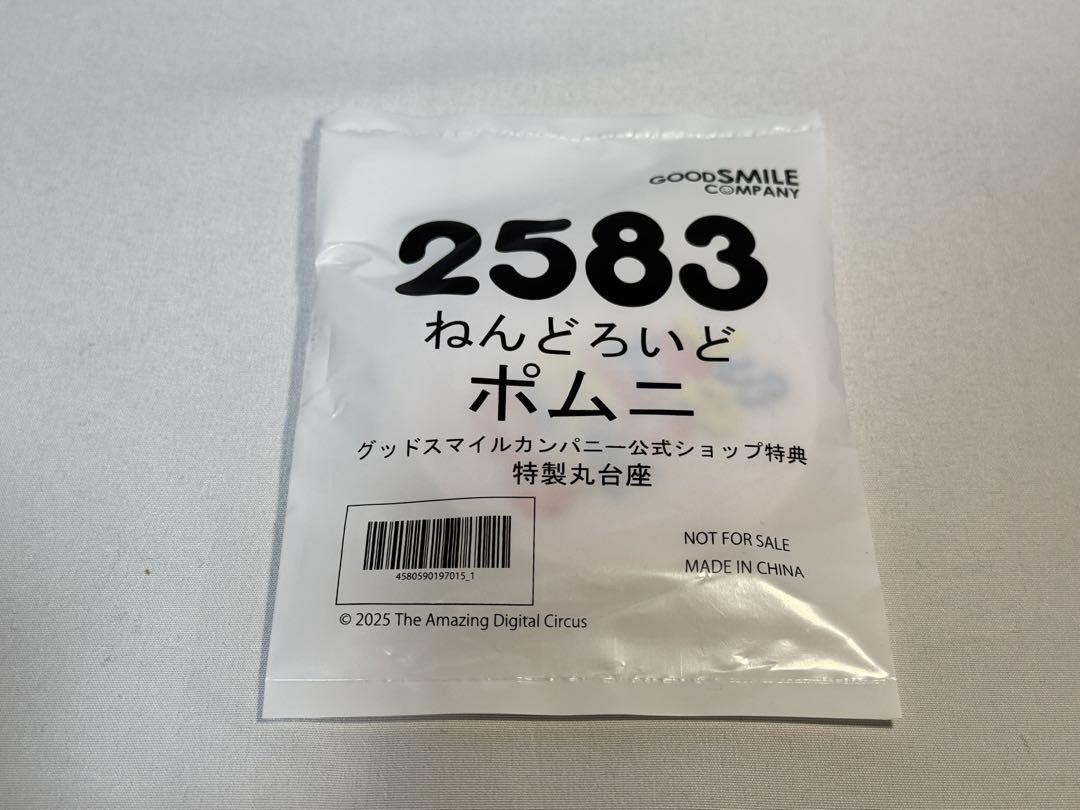 GOODSMILE
COMPANY
2583
ねんどろいど
ポムニ
グッドスマイルカンパニー公式ショップ特典
特製丸台座
NOT FOR SALE
MADE IN CHINA
4580590197015_1
© 2025 The Amazing Digital Circus